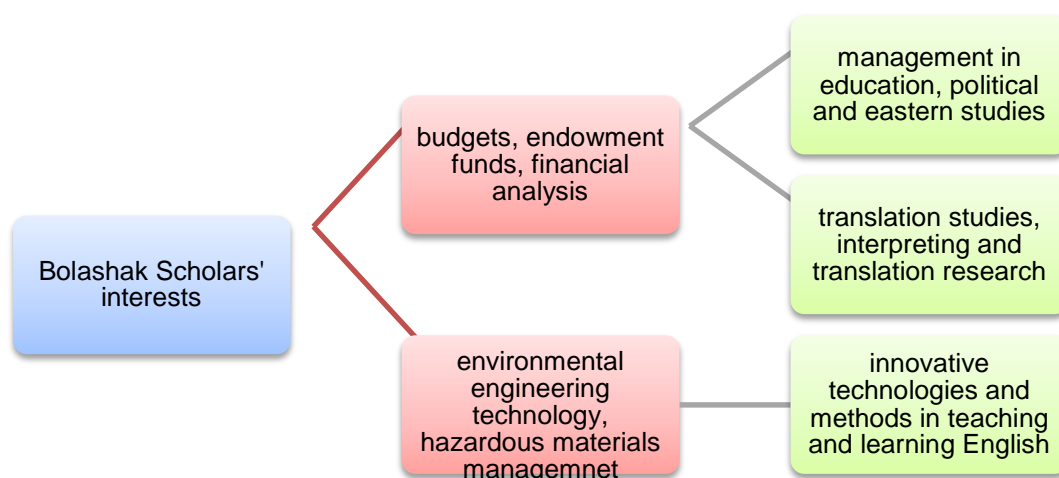 Bolashak Scholars'
interests
budgets, endowment
funds, financial
analysis
environmental
engineering
technology,
hazardous materials
managemnet
management in
education, political
and eastern studies
translation studies,
interpreting and
translation research
innovative
technologies and
methods in teaching
and learning English